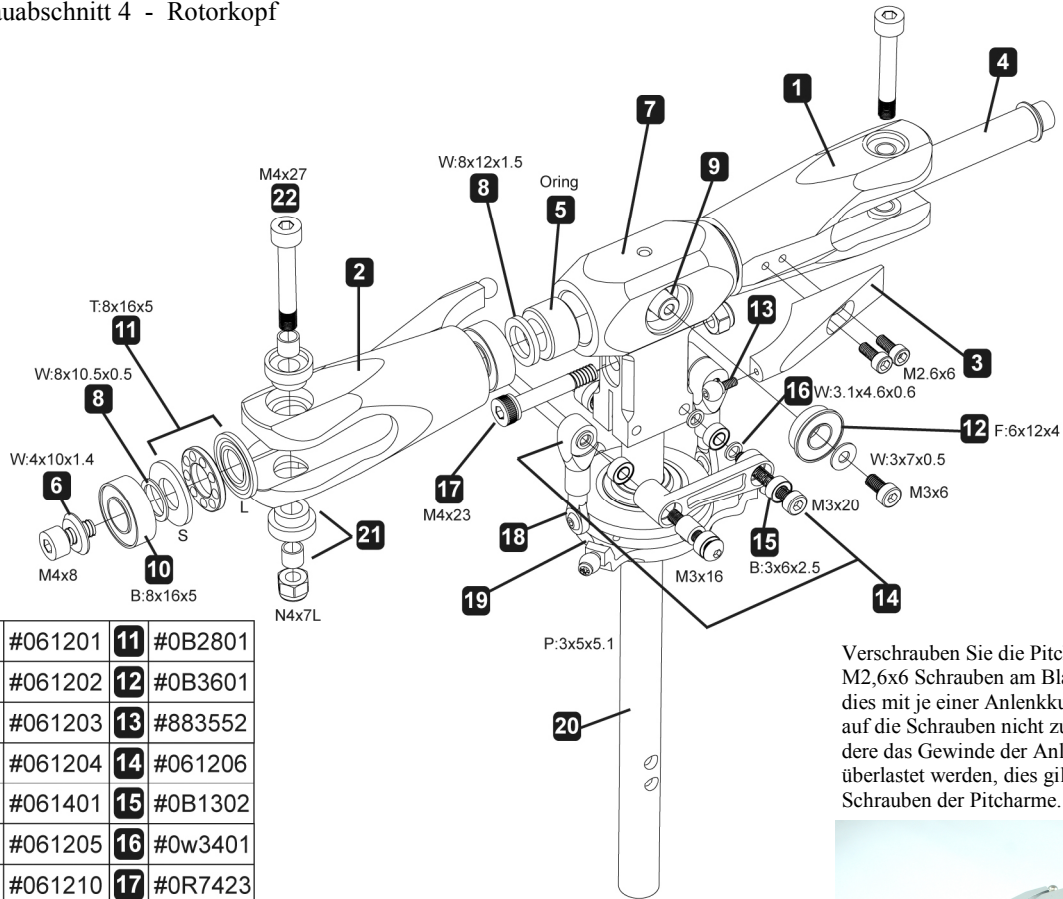 uabschnitt 4 - Rotorkopf
4
1
7
W:8x12x1.5
8
Oring
5
9
M4x27
22
2
T:8x16x5
11
13
3
M2.6x6
W:8x10.5x0.5
8
16 W:3.1x4.6x0.6
12 F:6x12x4
W:4x10x1.4
6
L
17
M4x23
W:3x7x0.5
M3x6
S
M3x20
18
21
15
B:3x6x2.5
M4x8
10
B:8x16x5
N4x7L
19
M3x16
14
P:3x5x5.1
20
#061201 11 #0B2801
#061202 12 #0B3601
#061203 13 #883552
#061204 14 #061206
#061401 15 #0B1302
#061205 16 #0w3401
#061210 17 #0R7423
Verschrauben Sie die Pitc
M2,6x6 Schrauben am Bla
dies mit je einer Anlenkku
auf die Schrauben nicht zu
dere das Gewinde der Anl
überlastet werden, dies gil
Schrauben der Pitcharme.